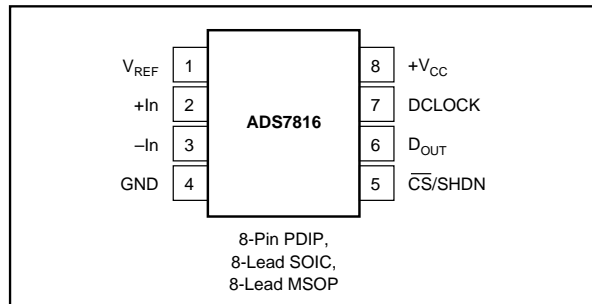 V_REF 1
+In 2
–In 3
GND 4
ADS7816
8 +V_CC
7 DCLOCK
6 D_OUT
5 C̅S̅/SHDN
8-Pin PDIP,
8-Lead SOIC,
8-Lead MSOP